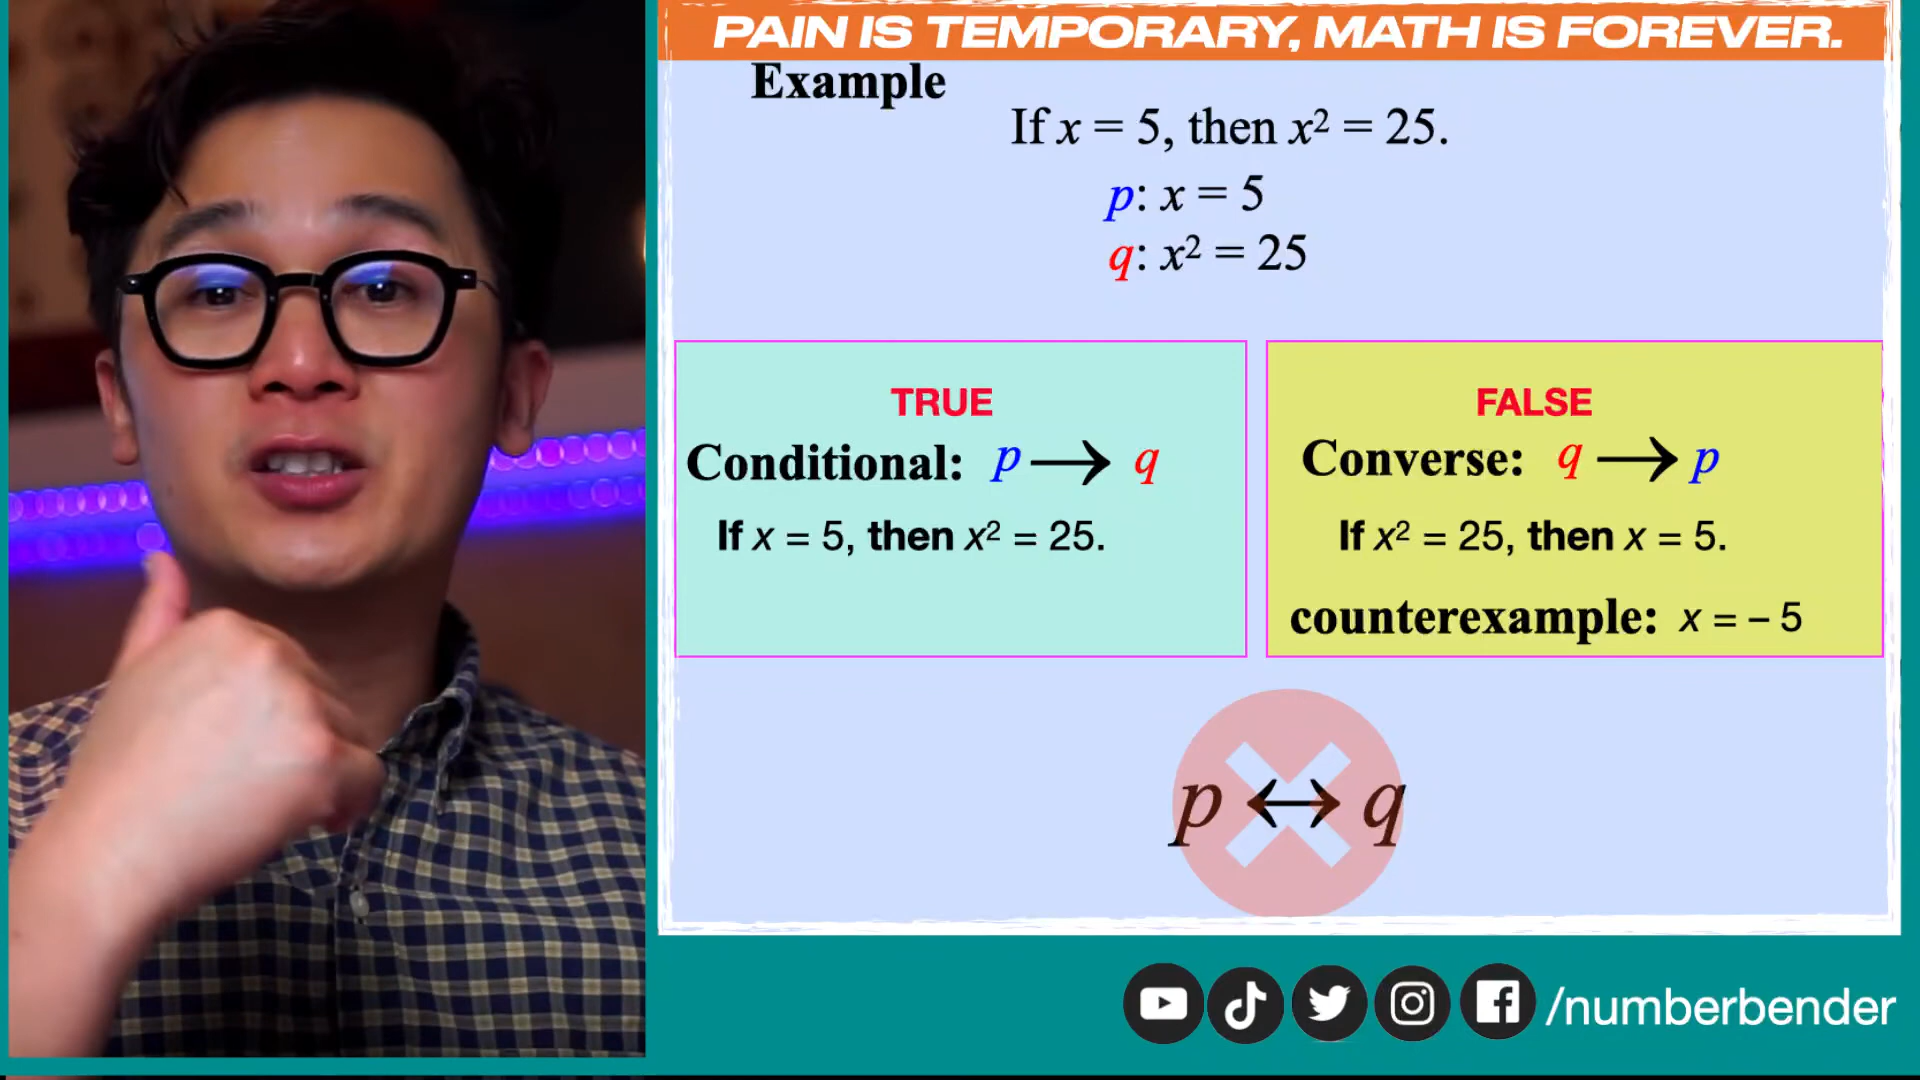 PAIN IS TEMPORARY, MATH IS FOREVER.
Example
If x = 5, then x² = 25.
p: x = 5
q: x² = 25
TRUE
Conditional: p → q
If x = 5, then x² = 25.
FALSE
Converse: q → p
If x² = 25, then x = 5.
counterexample: x = – 5
p ↔ q
/numberbender